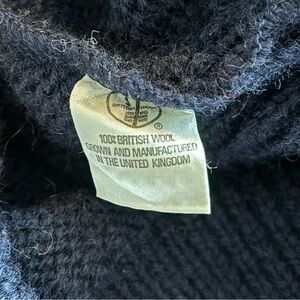 ®
100% BRITISH WOOL
GROWN AND MANUFACTURED
IN THE UNITED KINGDOM